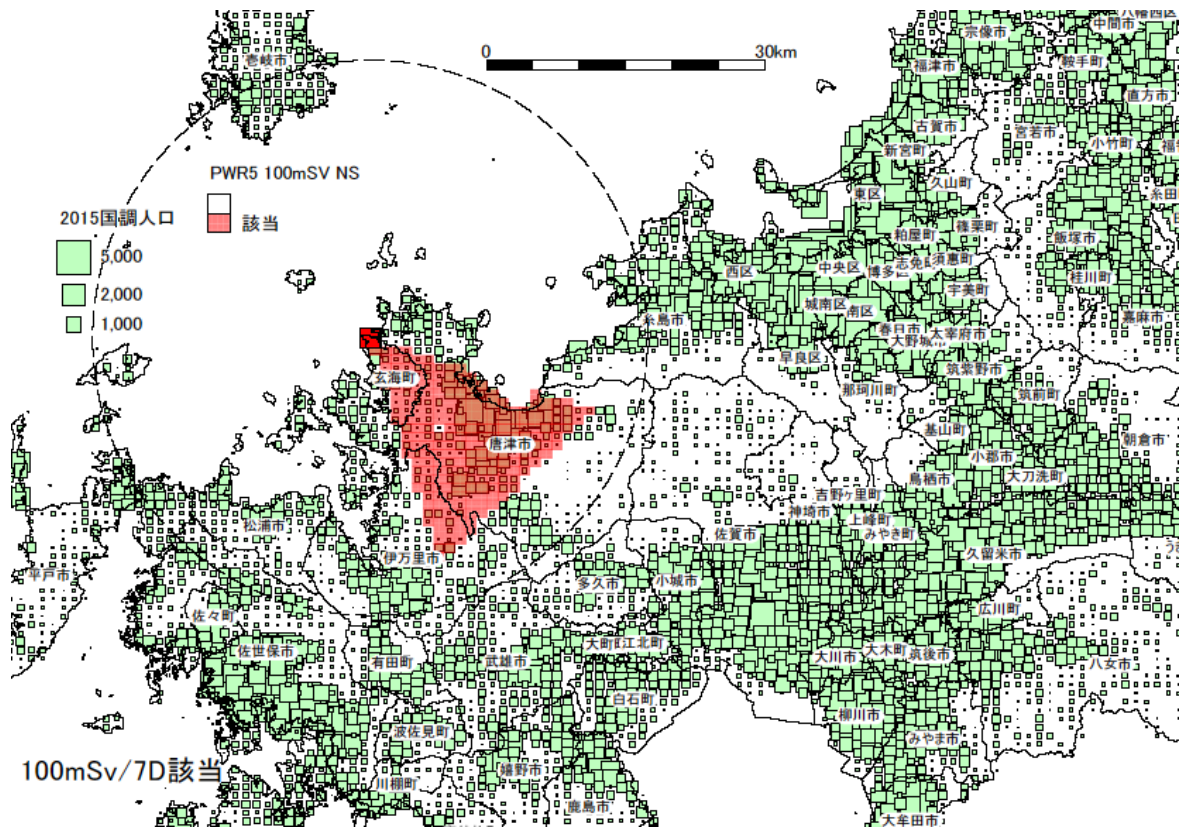 八幡西区
宗像市
中間市
壱岐市
0
30km
福津市
鞍手町
直方市
古賀市
宮若市
小竹町
新宮町
PWR5 100mSV NS
東区
久山町
該当
2015国調人口
篠栗町
粕屋町
飯塚市
5,000
西区
中央区
博多
須惠町
桂川町
2,000
宇美町
城南区
南区
1,000
糸島市
春日市
太宰府市
嘉麻市
大野城
早良区
玄海町
筑紫野市
那珂川町
筑前町
基山町
唐津市
朝倉市
小郡市
鳥栖市
大刀洗町
吉野ヶ里町
神埼市
上峰町
松浦市
佐賀市
みやき町
伊万里市
久留米市
平戸市
多久市
小城市
佐々町
広川町
佐世保市
大町
江北町
大木町
有田町
武雄市
大川市
筑後市
八女市
白石町
柳川市
波佐見町
みやま市
100mSv/7D該当
嬉野市
川棚町
鹿島市
大牟田市